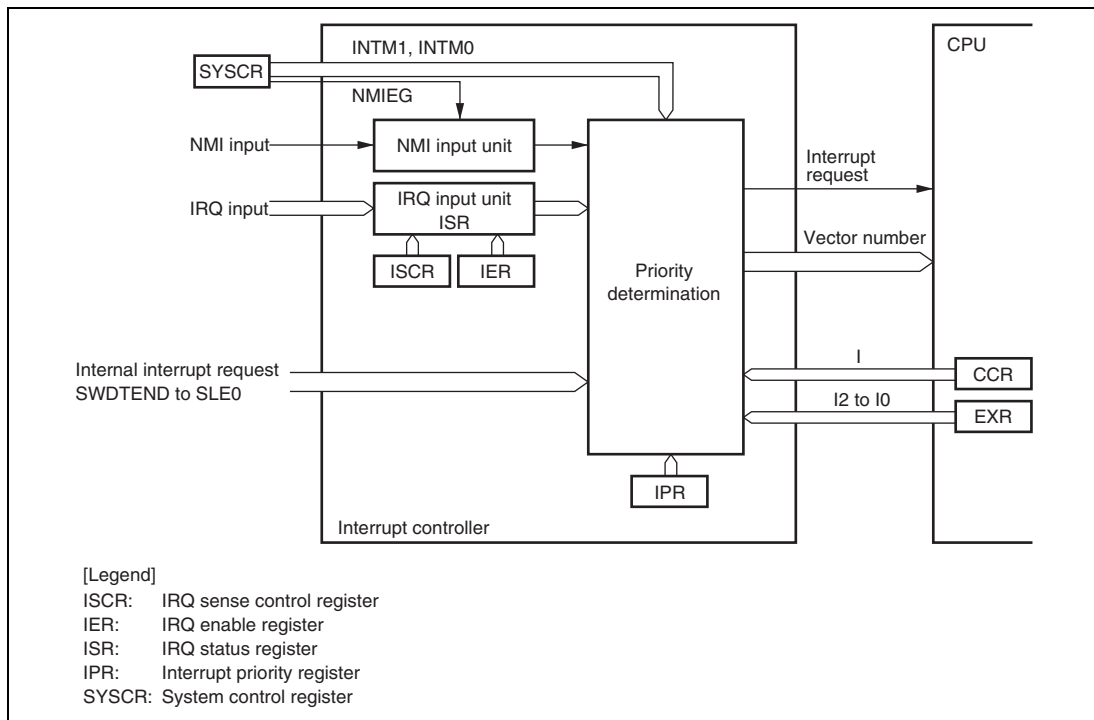 INTM1, INTM0
CPU
SYSCR
NMIEG
NMI input
NMI input unit
Interrupt
request
IRQ input
IRQ input unit
ISR
Vector number
ISCR
IER
Priority
determination
Internal interrupt request
SWDTEND to SLE0
I
CCR
I2 to I0
EXR
IPR
Interrupt controller
[Legend]
ISCR: IRQ sense control register
IER: IRQ enable register
ISR: IRQ status register
IPR: Interrupt priority register
SYSCR: System control register